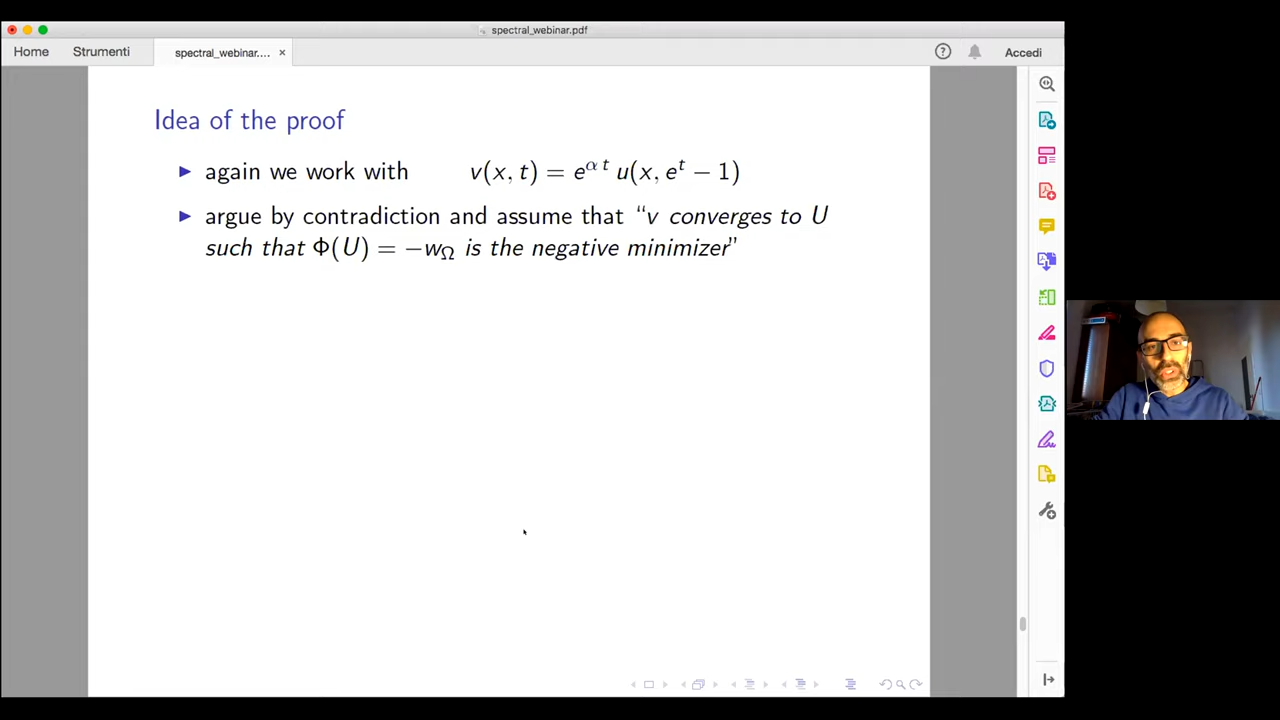 spectral_webinar.pdf
Home Strumenti spectral_webinar.... × Accedi
Idea of the proof
▶ again we work with v(x, t) = e^{α t} u(x, e^t − 1)
▶ argue by contradiction and assume that “v converges to U
such that Φ(U) = −w_Ω is the negative minimizer”